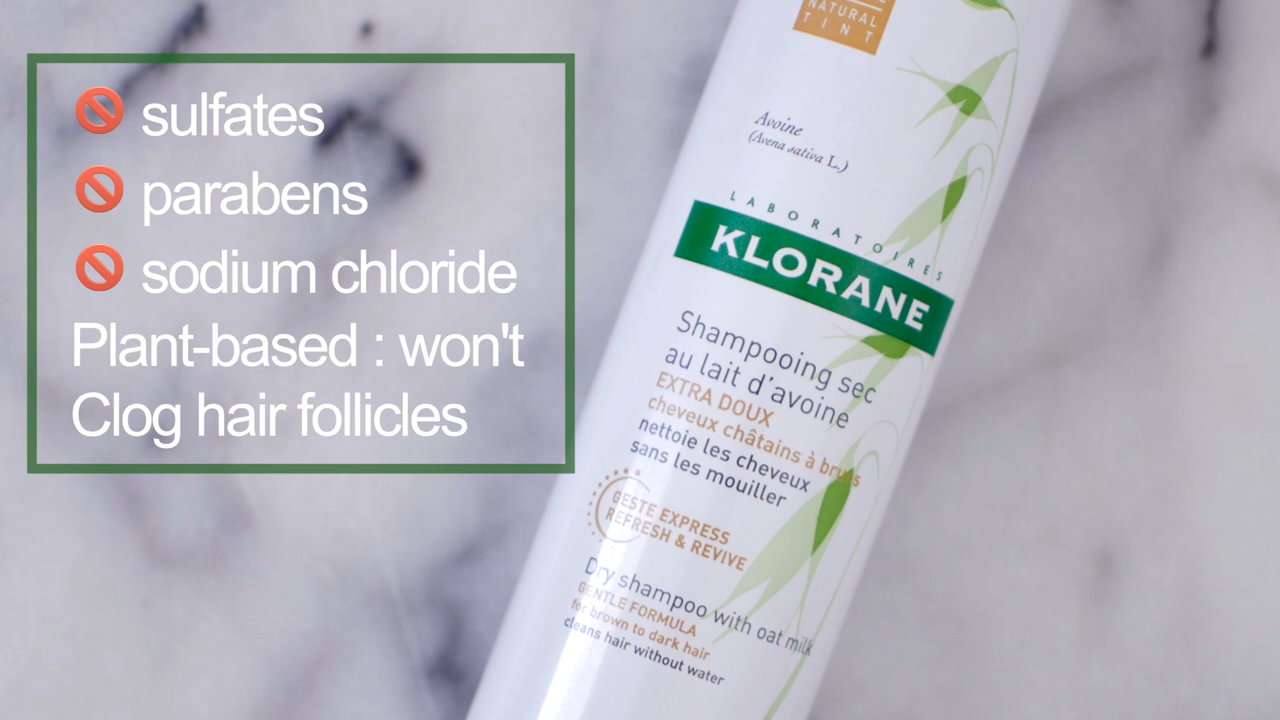 🚫 sulfates
🚫 parabens
🚫 sodium chloride
Plant-based : won't
Clog hair follicles
NATURAL
TINT
Avoine
(Avena sativa L.)
LABORATOIRES
KLORANE
Shampooing sec
au lait d'avoine
EXTRA DOUX
cheveux châtains à bruns
nettoie les cheveux
sans les mouiller
GESTE EXPRESS
REFRESH & REVIVE
Dry shampoo with oat milk
GENTLE FORMULA
for brown to dark hair
cleans hair without water